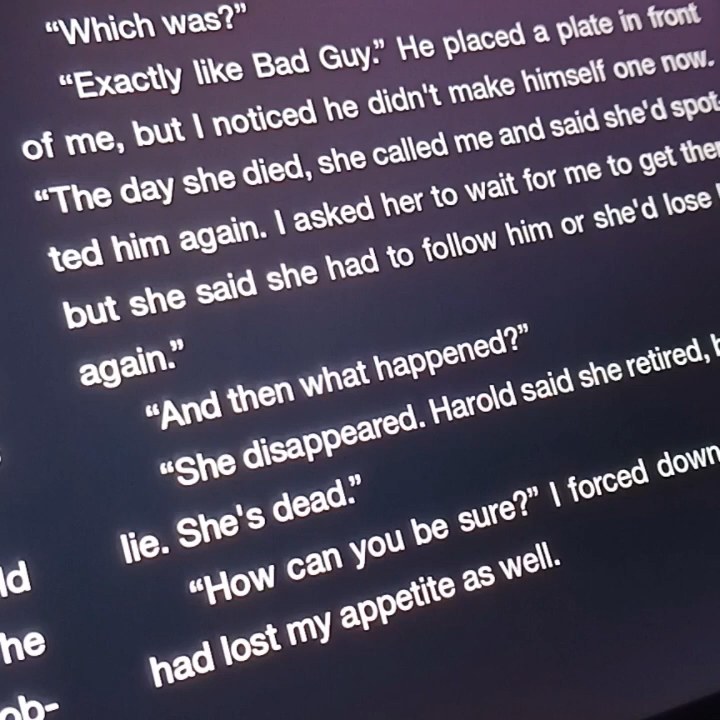 “Which was?”
“Exactly like Bad Guy.” He placed a plate in front
of me, but I noticed he didn't make himself one now.
“The day she died, she called me and said she'd spot-
ted him again. I asked her to wait for me to get
but she said she had to follow him or she'd lose
again.”
“And then what happened?”
“She disappeared. Harold said she retired,
lie. She's dead.”
“How can you be sure?” I forced down
had lost my appetite as well.
ld
he
ob-